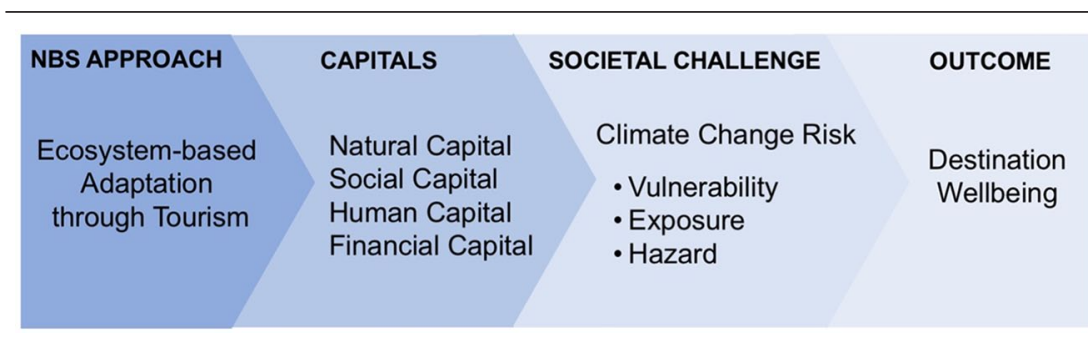 NBS APPROACH
Ecosystem-based
Adaptation
through Tourism
CAPITALS
Natural Capital
Social Capital
Human Capital
Financial Capital
SOCIETAL CHALLENGE
Climate Change Risk
• Vulnerability
• Exposure
• Hazard
OUTCOME
Destination
Wellbeing